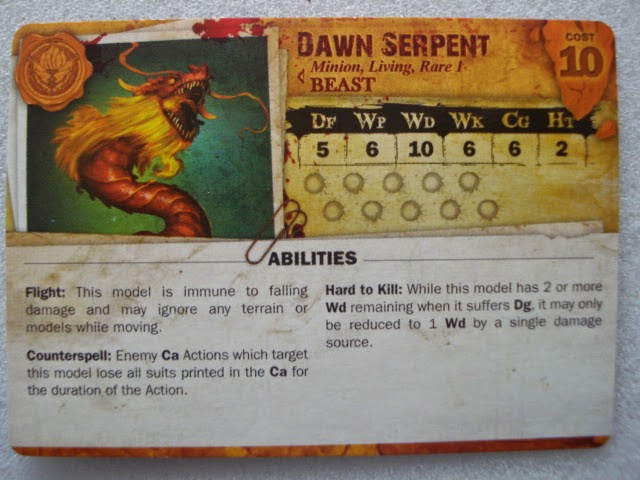 DAWN SERPENT
Minion, Living, Rare 1
BEAST
COST
10
DF WP WD WK CG HT
5 6 10 6 6 2
ABILITIES
Flight: This model is immune to falling
damage and may ignore any terrain or
models while moving.
Counterspell: Enemy Ca Actions which target
this model lose all suits printed in the Ca for
the duration of the Action.
Hard to Kill: While this model has 2 or more
Wd remaining when it suffers Dg, it may only
be reduced to 1 Wd by a single damage
source.